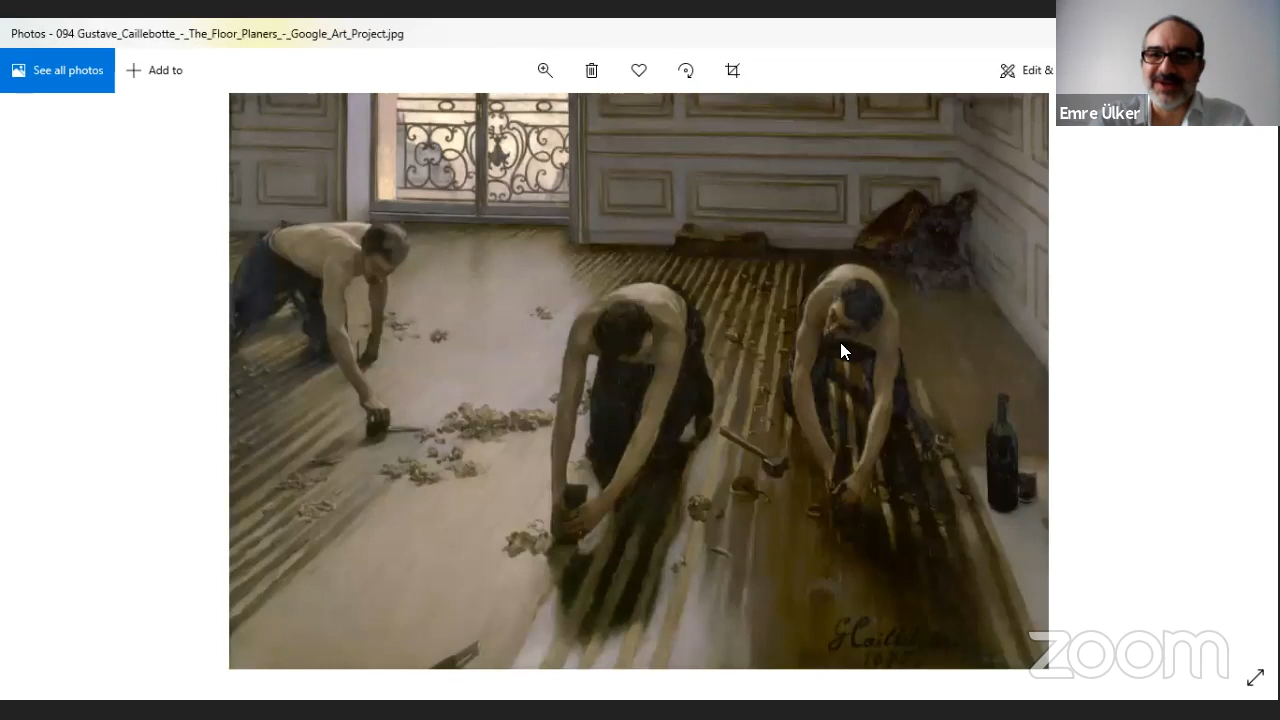 Photos - 094 Gustave_Caillebotte_-_The_Floor_Planers_-_Google_Art_Project.jpg
See all photos
Add to
Edit &
Emre Ülker
zoom